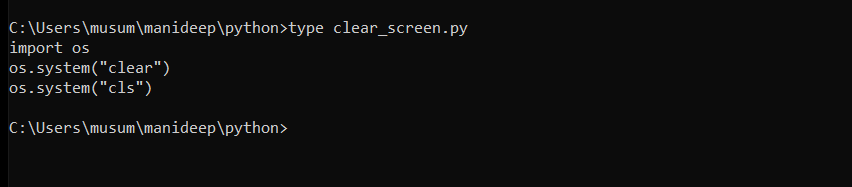 C:\Users\musum\manideep\python>type clear_screen.py
import os
os.system("clear")
os.system("cls")
C:\Users\musum\manideep\python>